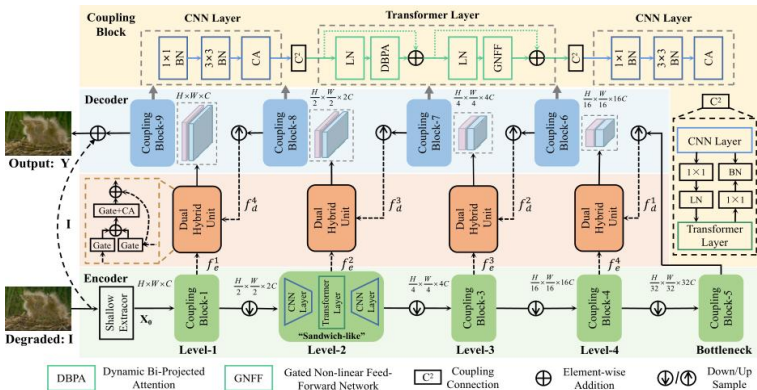 Coupling Block
CNN Layer
Transformer Layer
CNN Layer
1×1
BN
3×3
BN
CA
C²
LN
DBPA
LN
GNFF
C²
1×1
BN
3×3
BN
CA
Decoder
Coupling Block-9
H×W×C
Coupling Block-8
H/2 × W/2 × 2C
Coupling Block-7
H/4 × W/4 × 4C
Coupling Block-6
H/16 × W/16 × 16C
C²
CNN Layer
1×1
BN
LN
1×1
Transformer Layer
Output: Y
I
Gate+CA
Gate
Gate
Dual Hybrid Unit
f_d^4
Dual Hybrid Unit
f_d^3
Dual Hybrid Unit
f_d^2
Dual Hybrid Unit
f_d^1
f_e^1
f_e^2
f_e^3
f_e^4
Encoder
Degraded: I
Shallow Extracor
H×W×C
X₀
Coupling Block-1
H/2 × W/2 × 2C
CNN Layer
Transformer Layer
CNN Layer
"Sandwich-like"
H/4 × W/4 × 4C
Coupling Block-3
H/16 × W/16 × 16C
Coupling Block-4
H/32 × W/32 × 32C
Coupling Block-5
Level-1
Level-2
Level-3
Level-4
Bottleneck
DBPA
Dynamic Bi-Projected Attention
GNFF
Gated Non-linear Feed-Forward Network
C²
Coupling Connection
Element-wise Addition
/
Down/Up Sample